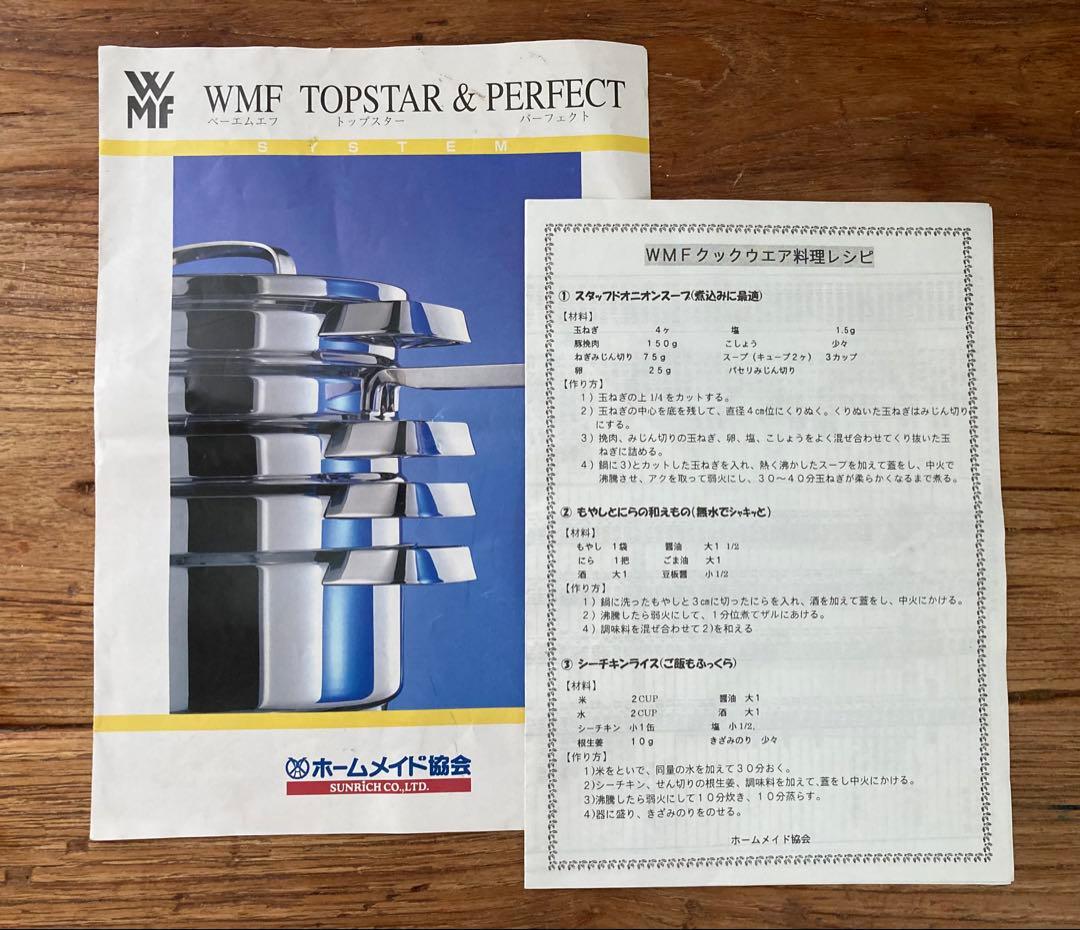 WMF
WMF TOPSTAR & PERFECT
ベーエムエフ トップスター パーフェクト
SYSTEM
ホームメイド協会
SUNRICH CO.,LTD.
WMFクックウエア料理レシピ
① スタッフドオニオンスープ(煮込みに最適)
【材料】
玉ねぎ 4ヶ 塩 1.5g
豚挽肉 150g こしょう 少々
ねぎみじん切り 75g スープ(キューブ2ヶ) 3カップ
卵 25g パセリみじん切り
【作り方】
1)玉ねぎの上1/4をカットする。
2)玉ねぎの中心を底を残して、直径4cm位にくりぬく。くりぬいた玉ねぎはみじん切り
にする。
3)挽肉、みじん切りの玉ねぎ、卵、塩、こしょうをよく混ぜ合わせてくり抜いた玉
ねぎに詰める。
4)鍋に3)とカットした玉ねぎを入れ、熱く沸かしたスープを加えて蓋をし、中火で
沸騰させ、アクを取って弱火にし、30～40分玉ねぎが柔らかくなるまで煮る。
② もやしとにらの和えもの(無水でシャキッと)
【材料】
もやし 1袋 醤油 大1 1/2
にら 1把 ごま油 大1
酒 大1 豆板醤 小1/2
【作り方】
1)鍋に洗ったもやしと3cmに切ったにらを入れ、酒を加えて蓋をし、中火にかける。
2)沸騰したら弱火にして、1分位煮てザルにあける。
4)調味料を混ぜ合わせて2)を和える
③ シーチキンライス(ご飯もふっくら)
【材料】
米 2CUP 醤油 大1
水 2CUP 酒 大1
シーチキン 小1缶 塩 小1/2,
根生姜 10g きざみのり 少々
【作り方】
1)米をといで、同量の水を加えて30分おく。
2)シーチキン、せん切りの根生姜、調味料を加えて、蓋をし中火にかける。
3)沸騰したら弱火にして10分炊き、10分蒸らす。
4)器に盛り、きざみのりをのせる。
ホームメイド協会